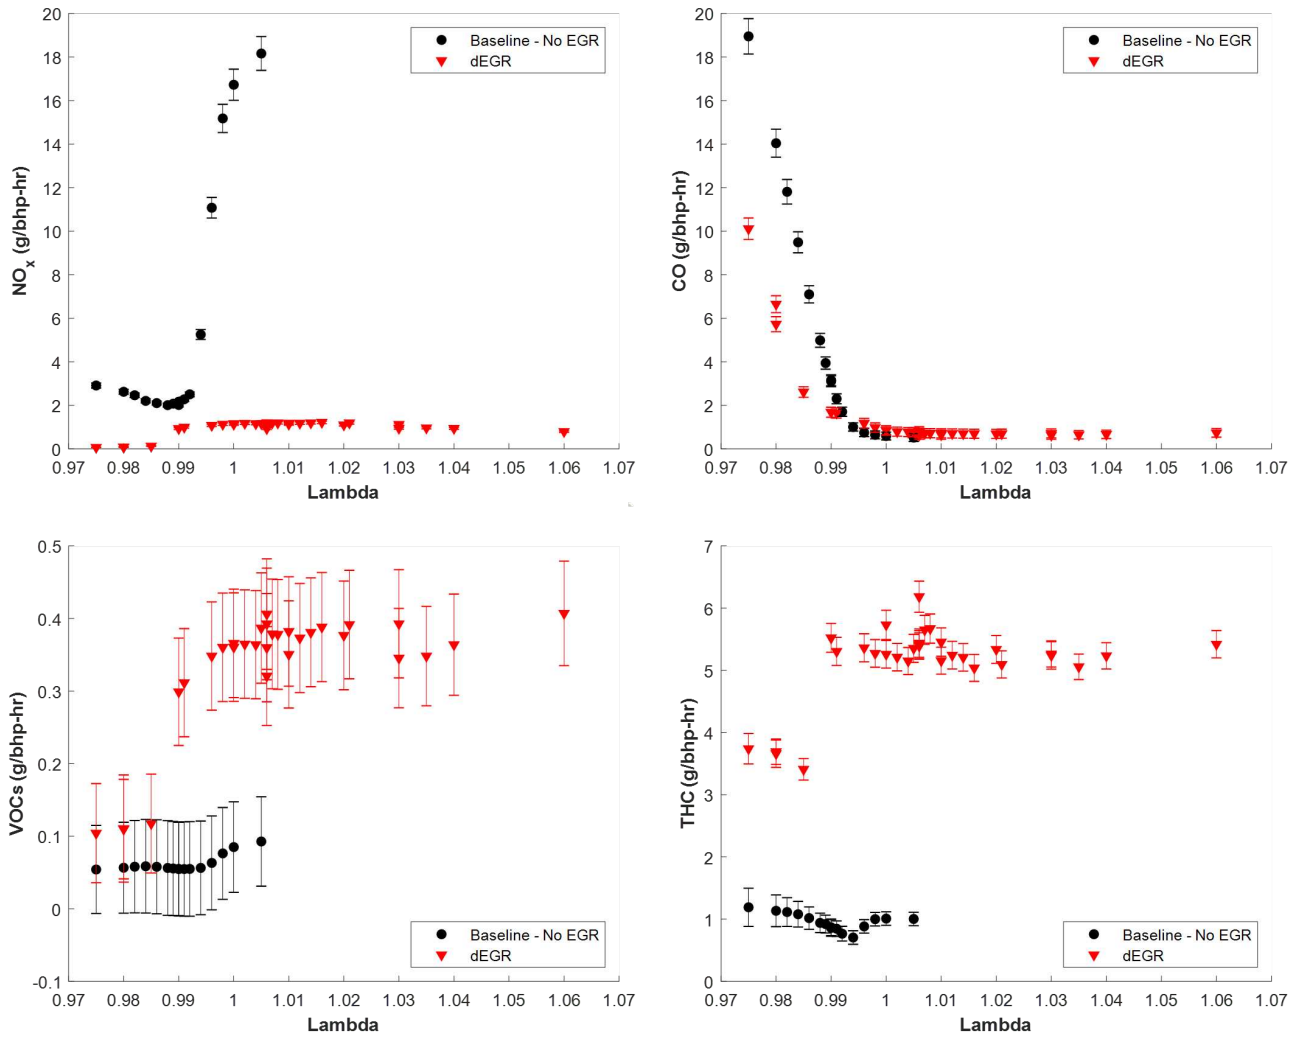 20
18
16
14
12
10
8
6
4
2
0
NOx (g/bhp-hr)
Baseline - No EGR
dEGR
0.97 0.98 0.99 1 1.01 1.02 1.03 1.04 1.05 1.06 1.07
Lambda
20
18
16
14
12
10
8
6
4
2
0
CO (g/bhp-hr)
Baseline - No EGR
dEGR
0.97 0.98 0.99 1 1.01 1.02 1.03 1.04 1.05 1.06 1.07
Lambda
0.5
0.4
0.3
0.2
0.1
0
-0.1
VOCs (g/bhp-hr)
Baseline - No EGR
dEGR
0.97 0.98 0.99 1 1.01 1.02 1.03 1.04 1.05 1.06 1.07
Lambda
7
6
5
4
3
2
1
0
THC (g/bhp-hr)
Baseline - No EGR
dEGR
0.97 0.98 0.99 1 1.01 1.02 1.03 1.04 1.05 1.06 1.07
Lambda